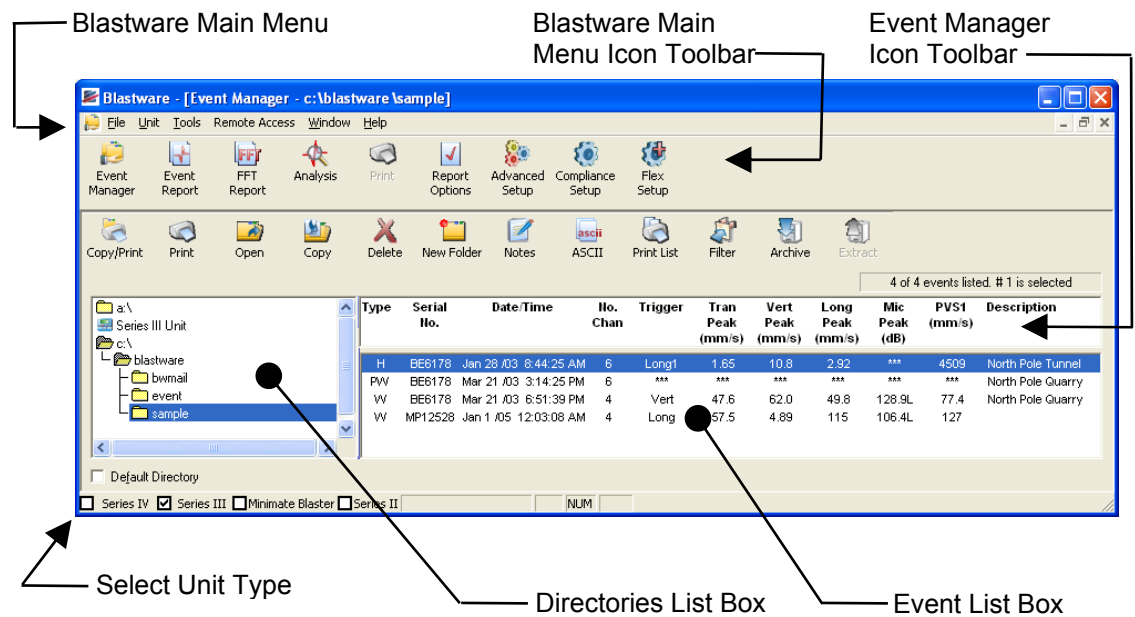 Blastware Main Menu
Blastware Main
Menu Icon Toolbar
Event Manager
Icon Toolbar
Blastware - [Event Manager - c:\blastware\sample]
File Unit Tools Remote Access Window Help
Event Manager
Event Report
FFT Report
Analysis
Print
Report Options
Advanced Setup
Compliance Setup
Flex Setup
Copy/Print Print Open Copy Delete New Folder Notes ASCII Print List Filter Archive Extract
4 of 4 events listed. # 1 is selected
a:\
Series III Unit
c:\
blastware
bwmail
event
sample
Type Serial No. Date/Time No. Chan Trigger Tran Peak (mm/s) Vert Peak (mm/s) Long Peak (mm/s) Mic Peak (dB) PVS1 (mm/s) Description
H BE6178 Jan 28 /03 8:44:25 AM 6 Long1 1.65 10.8 2.92 *** 4509 North Pole Tunnel
PW BE6178 Mar 21 /03 3:14:25 PM 6 *** *** *** *** *** *** North Pole Quarry
W BE6178 Mar 21 /03 6:51:39 PM 4 Vert 47.6 62.0 49.8 128.9L 77.4 North Pole Quarry
W MP12528 Jan 1 /05 12:03:08 AM 4 Long 57.5 4.89 115 106.4L 127
Default Directory
Series IV Series III Minimate Blaster Series II NUM
Select Unit Type
Directories List Box
Event List Box